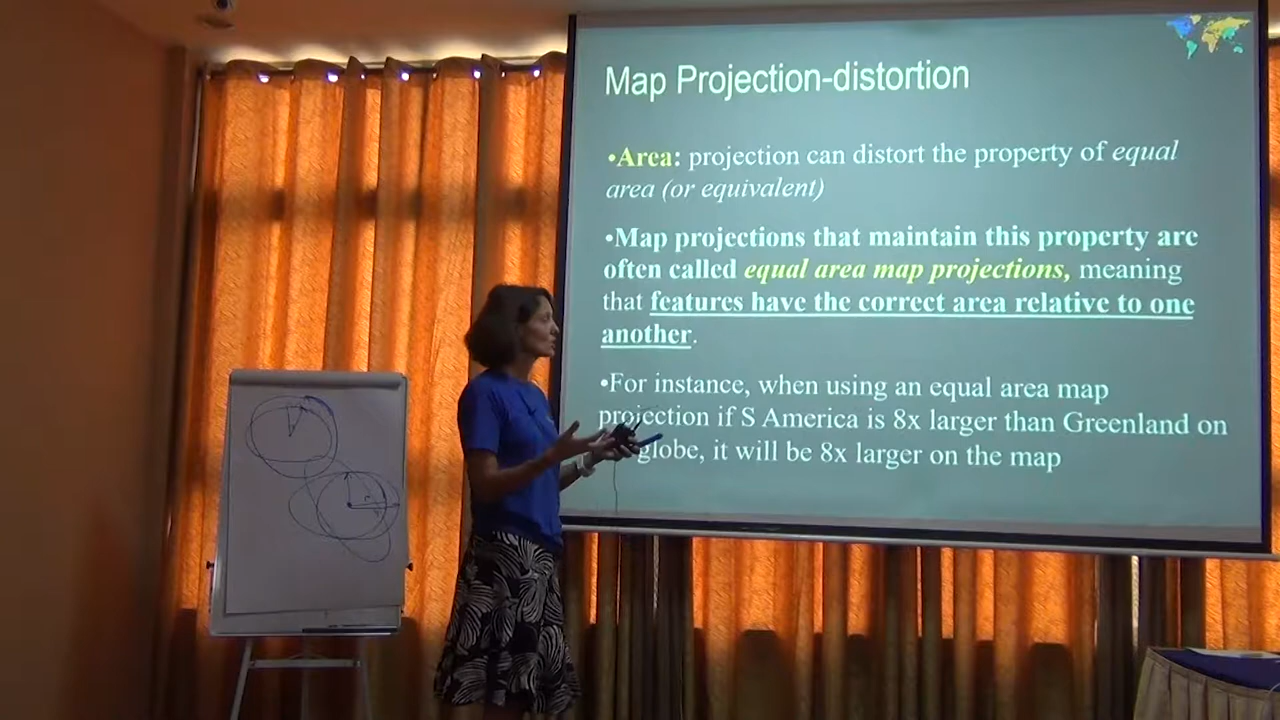 Map Projection-distortion
•Area: projection can distort the property of equal
area (or equivalent)
•Map projections that maintain this property are
often called equal area map projections, meaning
that features have the correct area relative to one
another.
•For instance, when using an equal area map
projection if S America is 8x larger than Greenland on
globe, it will be 8x larger on the map